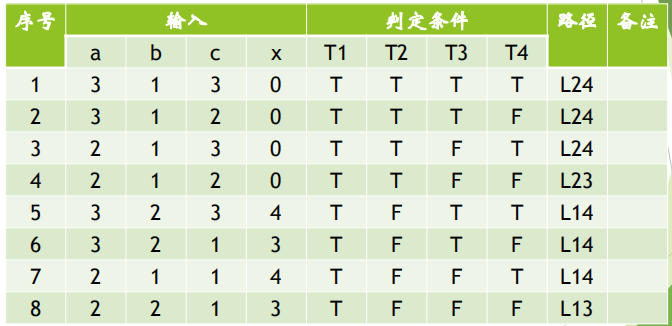 序号 输入 判定条件 路径 备注
a b c x T1 T2 T3 T4
1 3 1 3 0 T T T T L24
2 3 1 2 0 T T T F L24
3 2 1 3 0 T T F T L24
4 2 1 2 0 T T F F L23
5 3 2 3 4 T F T T L14
6 3 2 1 3 T F T F L14
7 2 1 1 4 T F F T L14
8 2 2 1 3 T F F F L13